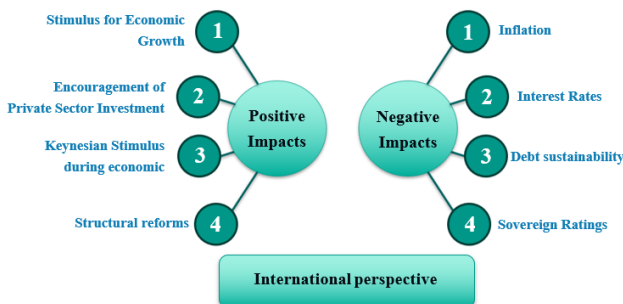 Stimulus for Economic
Growth
1
Encouragement of
Private Sector Investment
2
Keynesian Stimulus
during economic
3
Structural reforms
4
Positive
Impacts
Negative
Impacts
1
Inflation
2
Interest Rates
3
Debt sustainability
4
Sovereign Ratings
International perspective